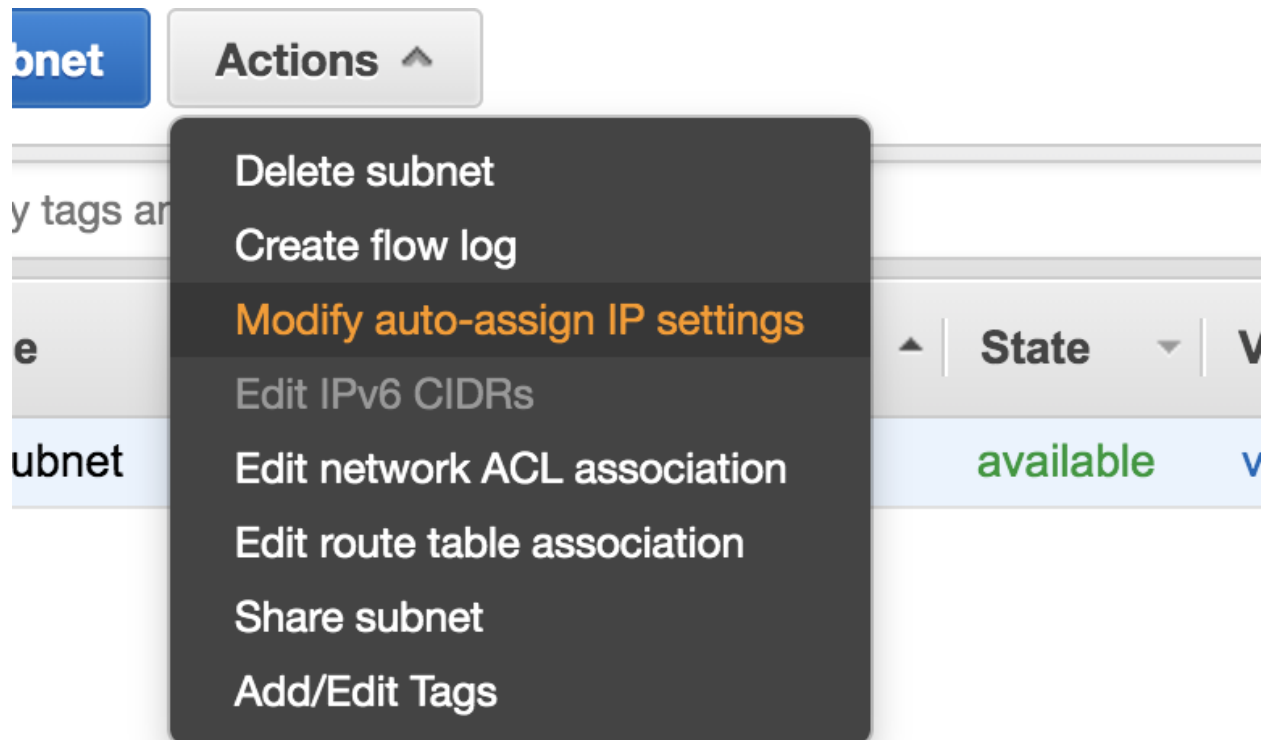 bnet Actions
Delete subnet
y tags ar
Create flow log
Modify auto-assign IP settings
e State V
Edit IPv6 CIDRs
ubnet available v
Edit network ACL association
Edit route table association
Share subnet
Add/Edit Tags